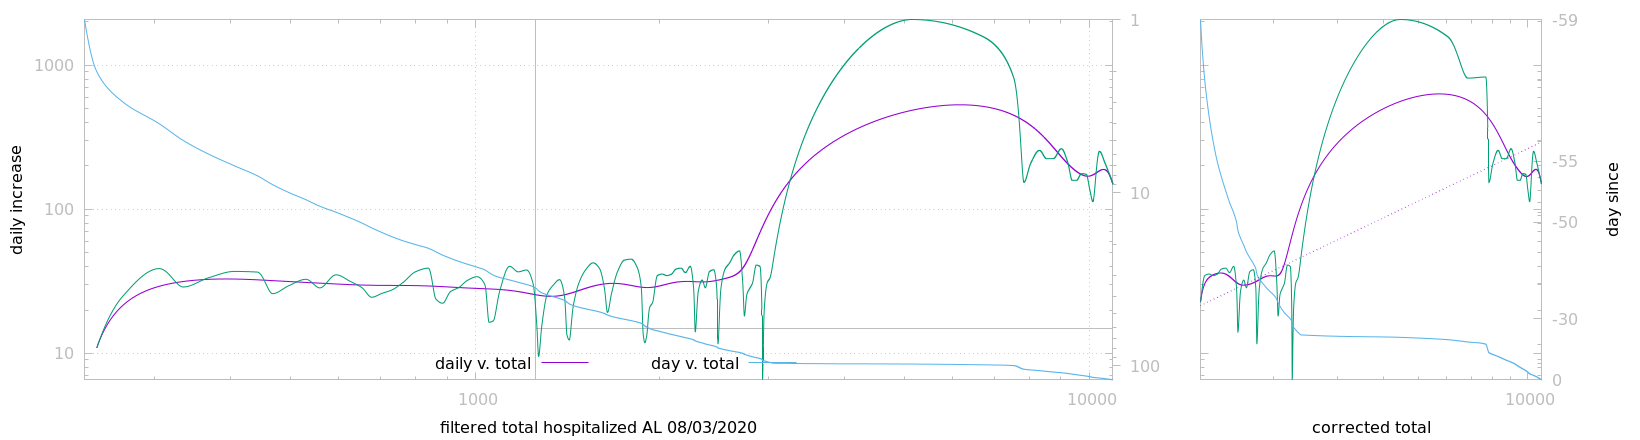 1000
100
10
daily increase
1
10
100
1000
10000
daily v. total
day v. total
filtered total hospitalized AL 08/03/2020
-59
-55
-50
-30
0
day since
10000
corrected total